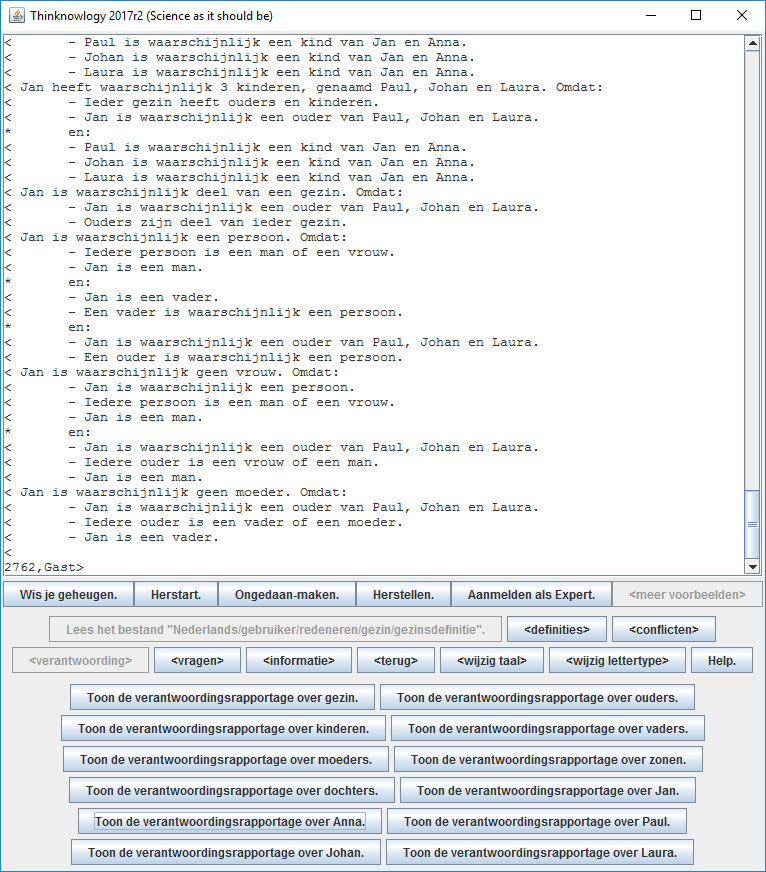 Thinknowlogy 2017r2 (Science as it should be)
< - Paul is waarschijnlijk een kind van Jan en Anna.
< - Johan is waarschijnlijk een kind van Jan en Anna.
< - Laura is waarschijnlijk een kind van Jan en Anna.
< Jan heeft waarschijnlijk 3 kinderen, genaamd Paul, Johan en Laura. Omdat:
< - Ieder gezin heeft ouders en kinderen.
< - Jan is waarschijnlijk een ouder van Paul, Johan en Laura.
* en:
< - Paul is waarschijnlijk een kind van Jan en Anna.
< - Johan is waarschijnlijk een kind van Jan en Anna.
< - Laura is waarschijnlijk een kind van Jan en Anna.
< Jan is waarschijnlijk deel van een gezin. Omdat:
< - Jan is waarschijnlijk een ouder van Paul, Johan en Laura.
< - Ouders zijn deel van ieder gezin.
< Jan is waarschijnlijk een persoon. Omdat:
< - Iedere persoon is een man of een vrouw.
< - Jan is een man.
* en:
< - Jan is een vader.
< - Een vader is waarschijnlijk een persoon.
* en:
< - Jan is waarschijnlijk een ouder van Paul, Johan en Laura.
< - Een ouder is waarschijnlijk een persoon.
< Jan is waarschijnlijk geen vrouw. Omdat:
< - Jan is waarschijnlijk een persoon.
< - Iedere persoon is een man of een vrouw.
< - Jan is een man.
* en:
< - Jan is waarschijnlijk een ouder van Paul, Johan en Laura.
< - Iedere ouder is een vrouw of een man.
< - Jan is een man.
< Jan is waarschijnlijk geen moeder. Omdat:
< - Jan is waarschijnlijk een ouder van Paul, Johan en Laura.
< - Iedere ouder is een vader of een moeder.
< - Jan is een vader.
<
2762,Gast>
Wis je geheugen. Herstart. Ongedaan-maken. Herstellen. Aanmelden als Expert. <meer voorbeelden>
Lees het bestand "Nederlands/gebruiker/redeneren/gezin/gezinsdefinitie". <definities> <conflicten>
<verantwoording> <vragen> <informatie> <terug> <wijzig taal> <wijzig lettertype> Help.
Toon de verantwoordingsrapportage over gezin. Toon de verantwoordingsrapportage over ouders.
Toon de verantwoordingsrapportage over kinderen. Toon de verantwoordingsrapportage over vaders.
Toon de verantwoordingsrapportage over moeders. Toon de verantwoordingsrapportage over zonen.
Toon de verantwoordingsrapportage over dochters. Toon de verantwoordingsrapportage over Jan.
Toon de verantwoordingsrapportage over Anna. Toon de verantwoordingsrapportage over Paul.
Toon de verantwoordingsrapportage over Johan. Toon de verantwoordingsrapportage over Laura.